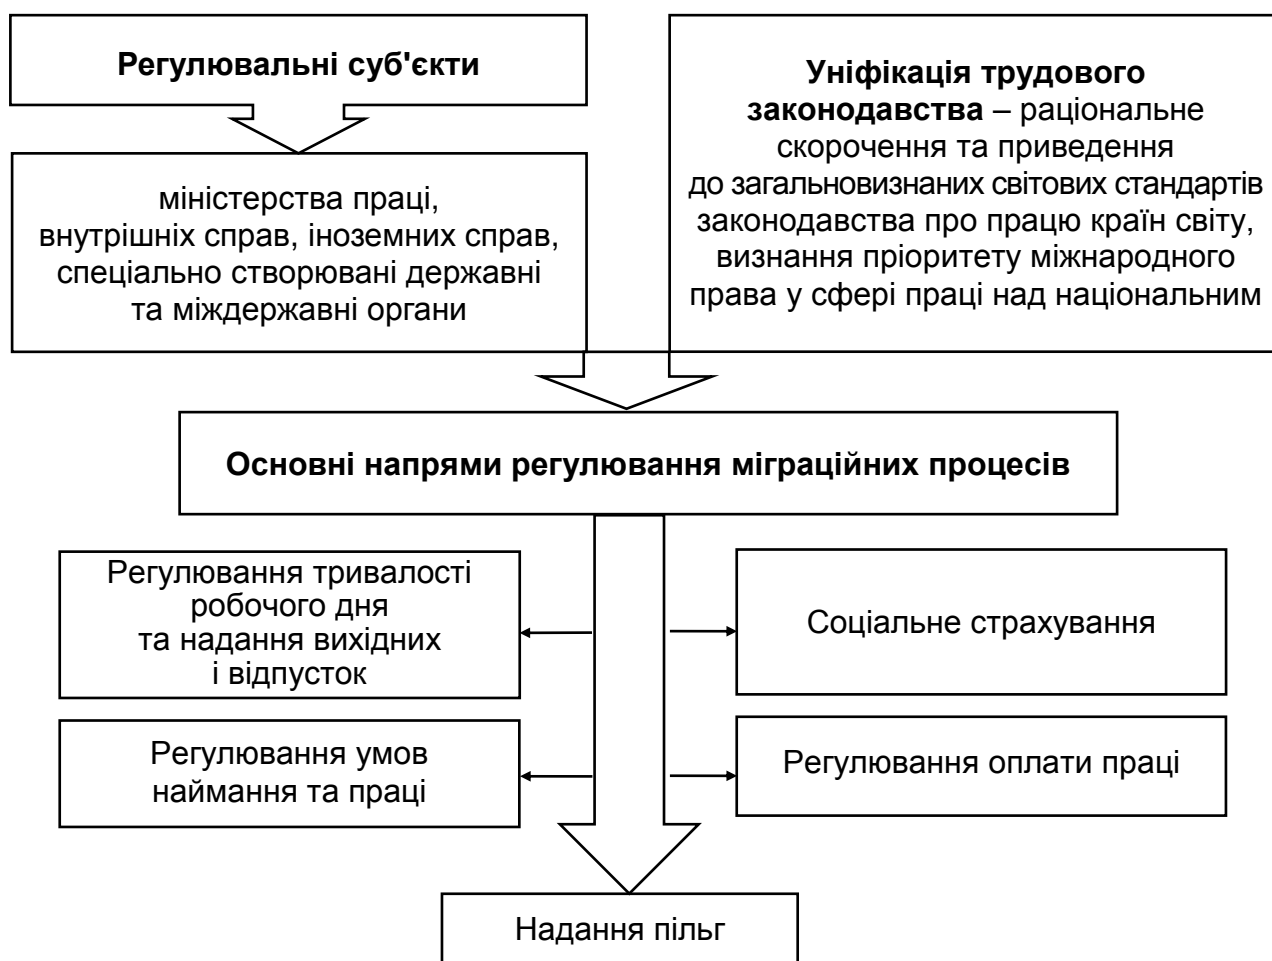 Регулювальні суб'єкти
міністерства праці,
внутрішніх справ, іноземних справ,
спеціально створювані державні
та міждержавні органи
Уніфікація трудового
законодавства – раціональне
скорочення та приведення
до загальновизнаних світових стандартів
законодавства про працю країн світу,
визнання пріоритету міжнародного
права у сфері праці над національним
Основні напрями регулювання міграційних процесів
Регулювання тривалості
робочого дня
та надання вихідних
і відпусток
Соціальне страхування
Регулювання умов
наймання та праці
Регулювання оплати праці
Надання пільг